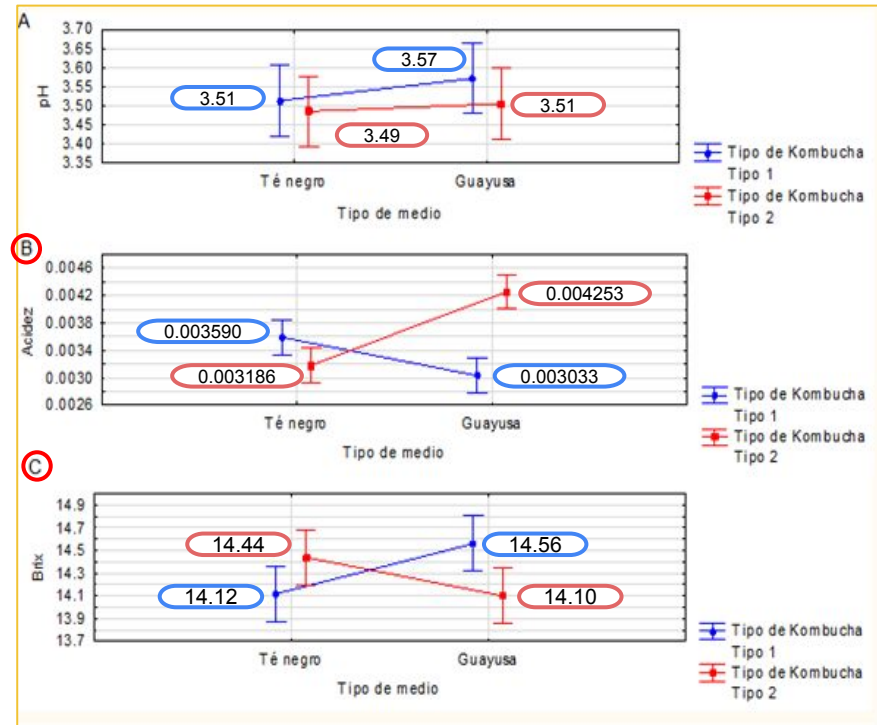 A
3.70
3.65
3.60
3.55
3.50
3.45
3.40
3.35
pH
3.51
3.57
3.49
3.51
Té negro
Guayusa
Tipo de medio
Tipo de Kombucha
Tipo 1
Tipo de Kombucha
Tipo 2
B
0.0046
0.0042
0.0038
0.0034
0.0030
0.0026
Acidez
0.003590
0.003186
0.004253
0.003033
Té negro
Guayusa
Tipo de medio
Tipo de Kombucha
Tipo 1
Tipo de Kombucha
Tipo 2
C
14.9
14.7
14.5
14.3
14.1
13.9
13.7
Brix
14.44
14.12
14.56
14.10
Té negro
Guayusa
Tipo de medio
Tipo de Kombucha
Tipo 1
Tipo de Kombucha
Tipo 2